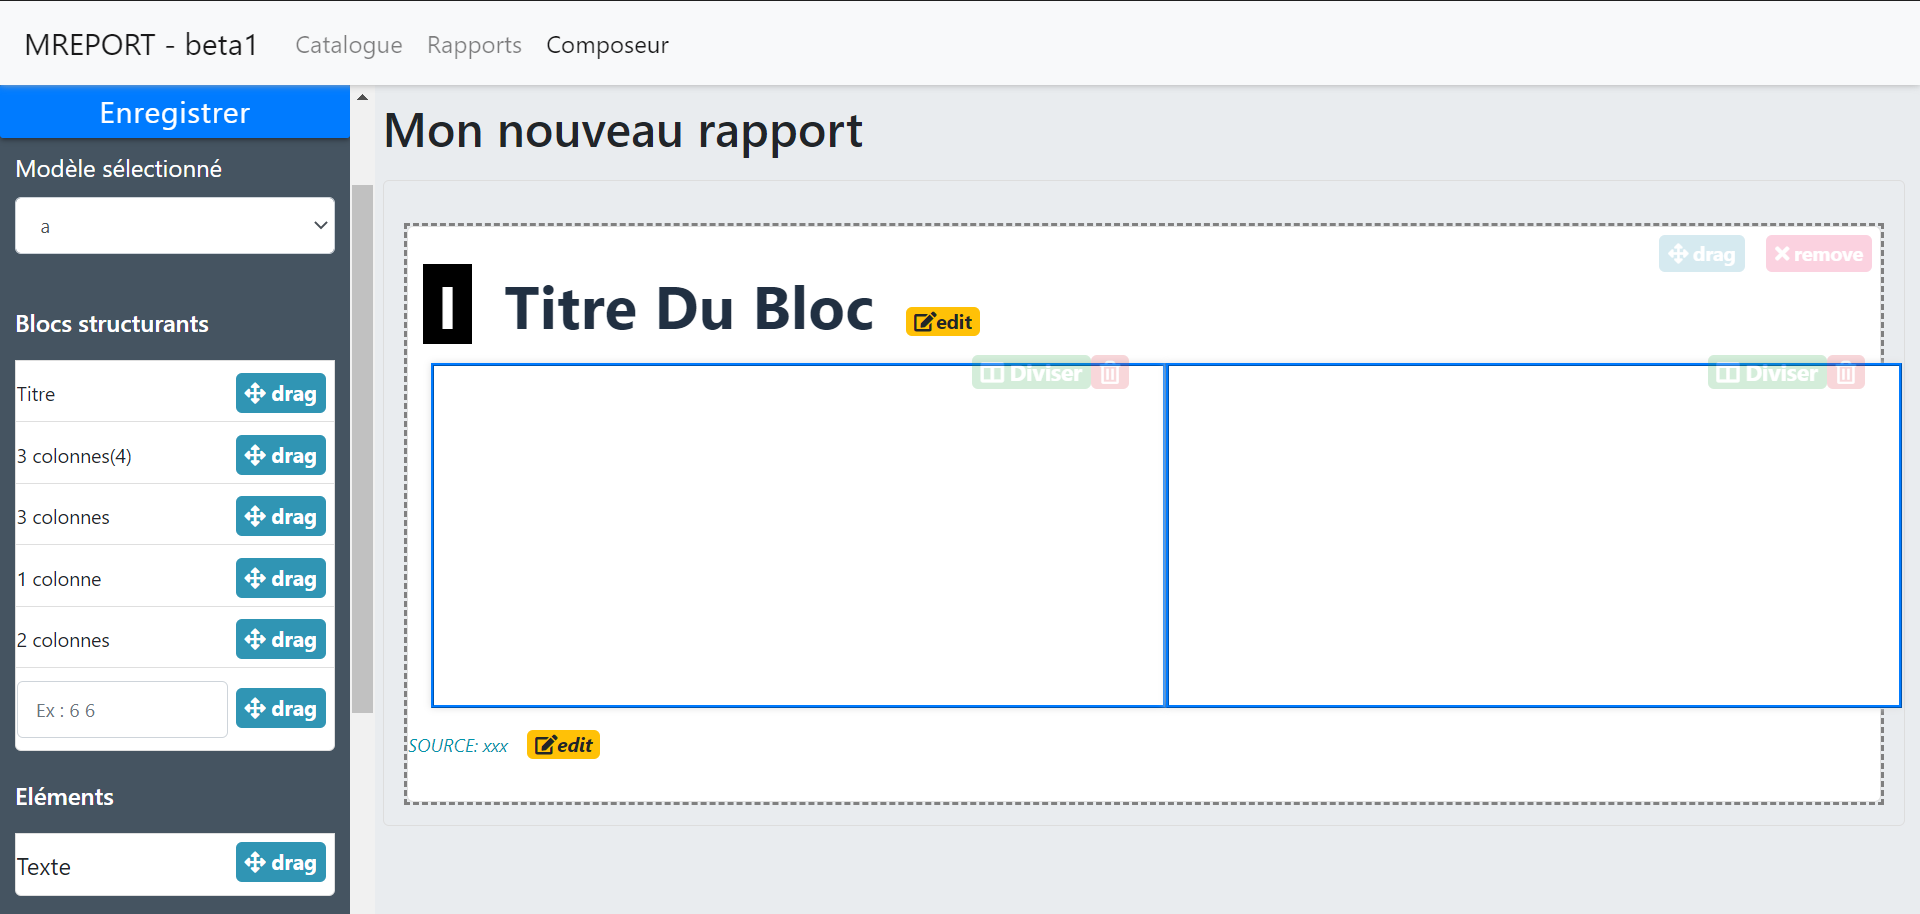 MREPORT - beta1 Catalogue Rapports Composeur
Enregistrer
Modèle sélectionné
a
Blocs structurants
Titre drag
3 colonnes(4) drag
3 colonnes drag
1 colonne drag
2 colonnes drag
Ex : 6 6 drag
Eléments
Texte drag
Mon nouveau rapport
drag remove
I Titre Du Bloc edit
Diviser Diviser
SOURCE: xxx edit